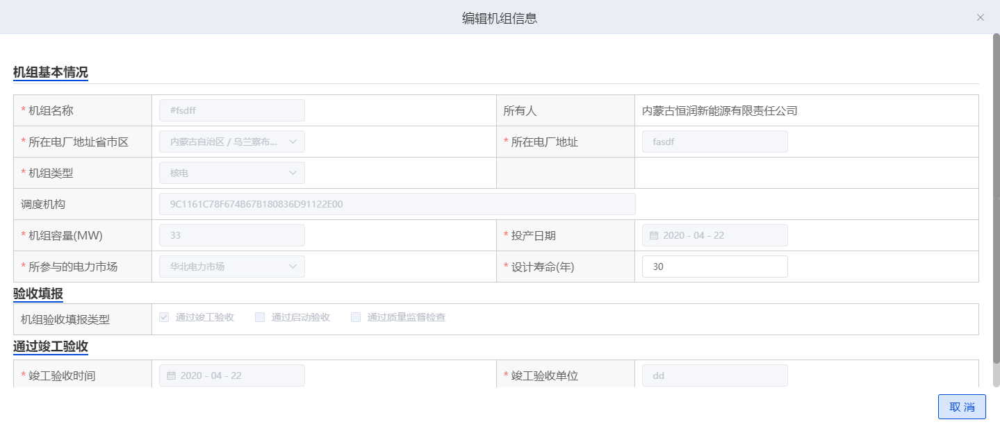 编辑机组信息
机组基本情况
* 机组名称 #fsdff 所有人 内蒙古恒润新能源有限责任公司
* 所在电厂地址省市区 内蒙古自治区 / 乌兰察布... * 所在电厂地址 fasdf
* 机组类型 核电
调度机构 9C1161C78F674B67B180836D91122E00
* 机组容量(MW) 33 * 投产日期 2020 - 04 - 22
* 所参与的电力市场 华北电力市场 * 设计寿命(年) 30
验收填报
机组验收填报类型 通过竣工验收 通过启动验收 通过质量监督检查
通过竣工验收
* 竣工验收时间 2020 - 04 - 22 * 竣工验收单位 dd
取 消